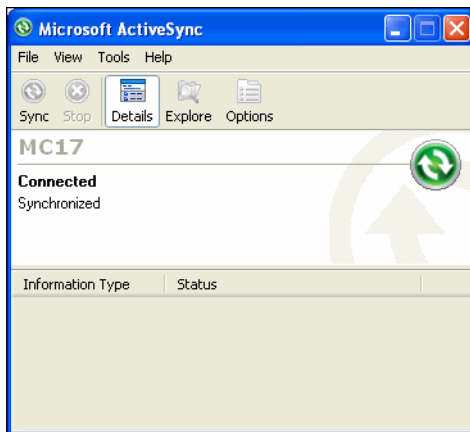 Microsoft ActiveSync
File View Tools Help
Sync Stop Details Explore Options
MC17
Connected
Synchronized
Information Type Status